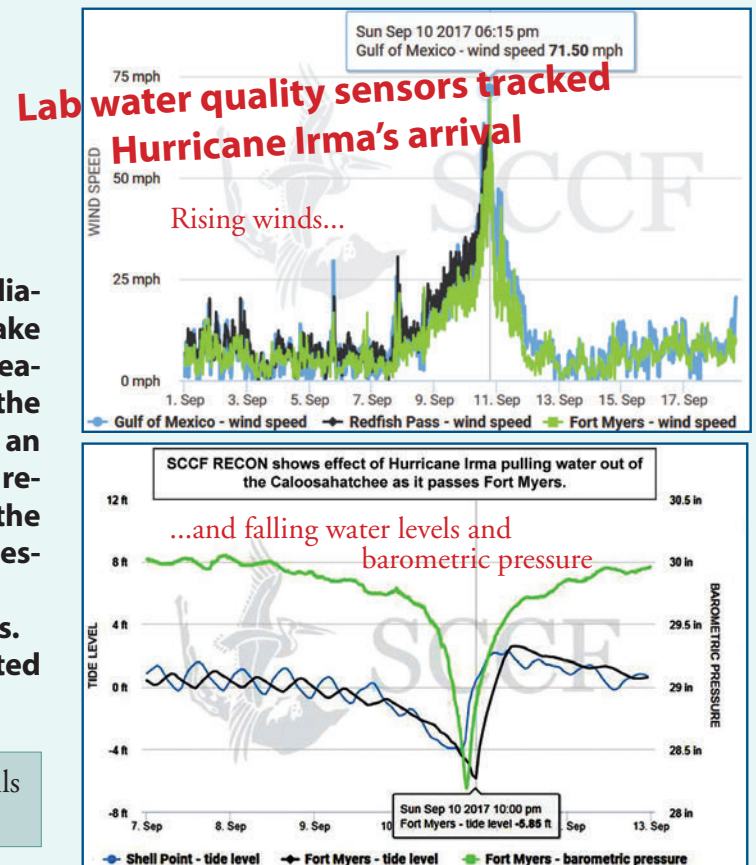 Sun Sep 10 2017 06:15 pm
Gulf of Mexico - wind speed 71.50 mph
Lab water quality sensors tracked
Hurricane Irma's arrival
75 mph
50 mph
25 mph
0 mph
WIND SPEED
Rising winds...
SCCF
1. Sep 3. Sep 5. Sep 7. Sep 9. Sep 11. Sep 13. Sep 15. Sep 17. Sep
Gulf of Mexico - wind speed Redfish Pass - wind speed Fort Myers - wind speed
dia-
ake
ea-
the
an
re-
the
es-
s.
ted
ls
SCCF RECON shows effect of Hurricane Irma pulling water out of
the Caloosahatchee as it passes Fort Myers.
...and falling water levels and
barometric pressure
12 ft
8 ft
4 ft
0 ft
-4 ft
-8 ft
TIDE LEVEL
30.5 in
30 in
29.5 in
29 in
28.5 in
28 in
BAROMETRIC PRESSURE
SCCF
Sun Sep 10 2017 10:00 pm
Fort Myers - tide level -5.85 ft
7. Sep 8. Sep 9. Sep 10 . Sep 13. Sep
Shell Point - tide level Fort Myers - tide level Fort Myers - barometric pressure